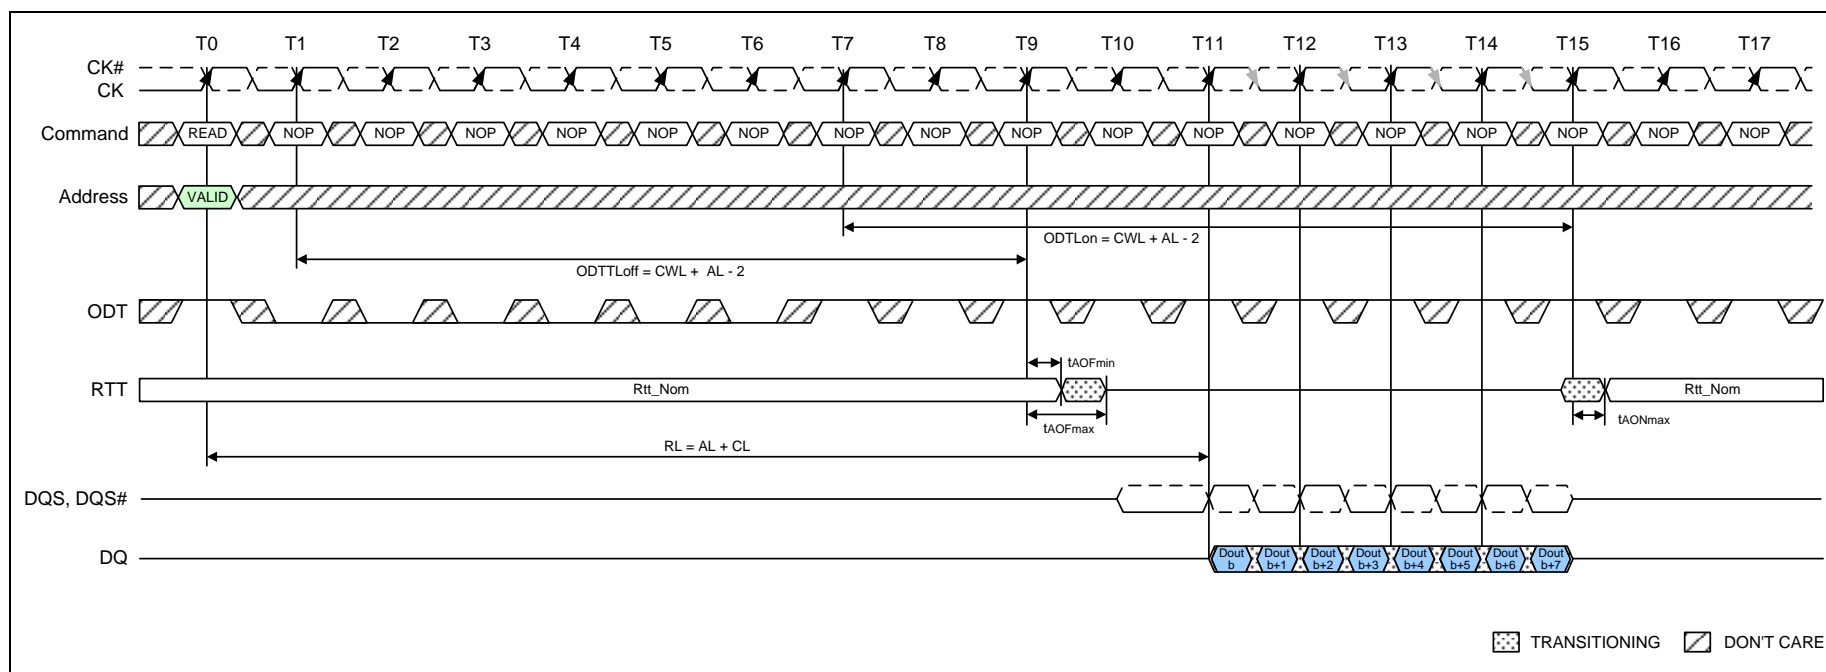 T0 T1 T2 T3 T4 T5 T6 T7 T8 T9 T10 T11 T12 T13 T14 T15 T16 T17
CK#
CK
Command READ NOP NOP NOP NOP NOP NOP NOP NOP NOP NOP NOP NOP NOP NOP NOP NOP NOP
Address VALID
ODTLon = CWL + AL - 2
ODTTLoff = CWL + AL - 2
ODT
tAOFmin
RTT Rtt_Nom Rtt_Nom
tAOFmax tAONmax
RL = AL + CL
DQS, DQS#
DQ Dout b Dout b+1 Dout b+2 Dout b+3 Dout b+4 Dout b+5 Dout b+6 Dout b+7
TRANSITIONING DON'T CARE